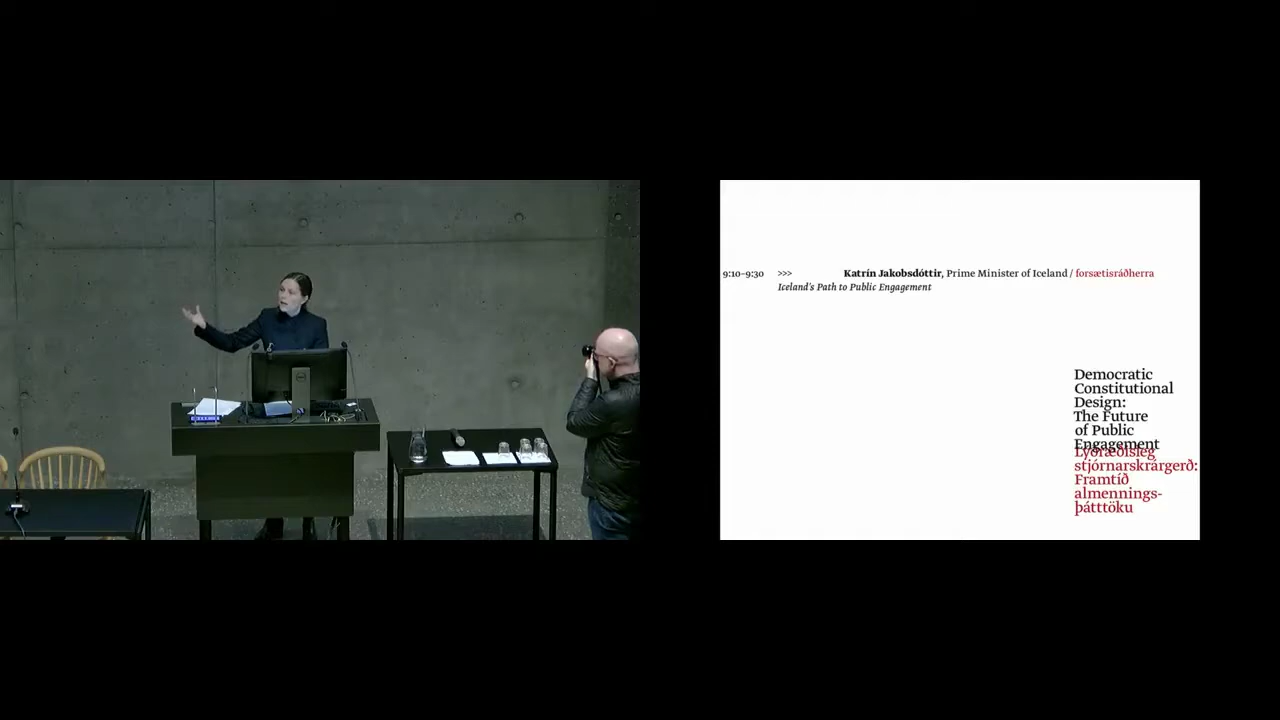 9:10–9:30 >>> Katrín Jakobsdóttir, Prime Minister of Iceland / forsætisráðherra
Iceland's Path to Public Engagement
Democratic
Constitutional
Design:
The Future
of Public
Engagement
Lýðræðisleg
stjórnarskrárgerð:
Framtíð
almennings-
þátttöku
DELL